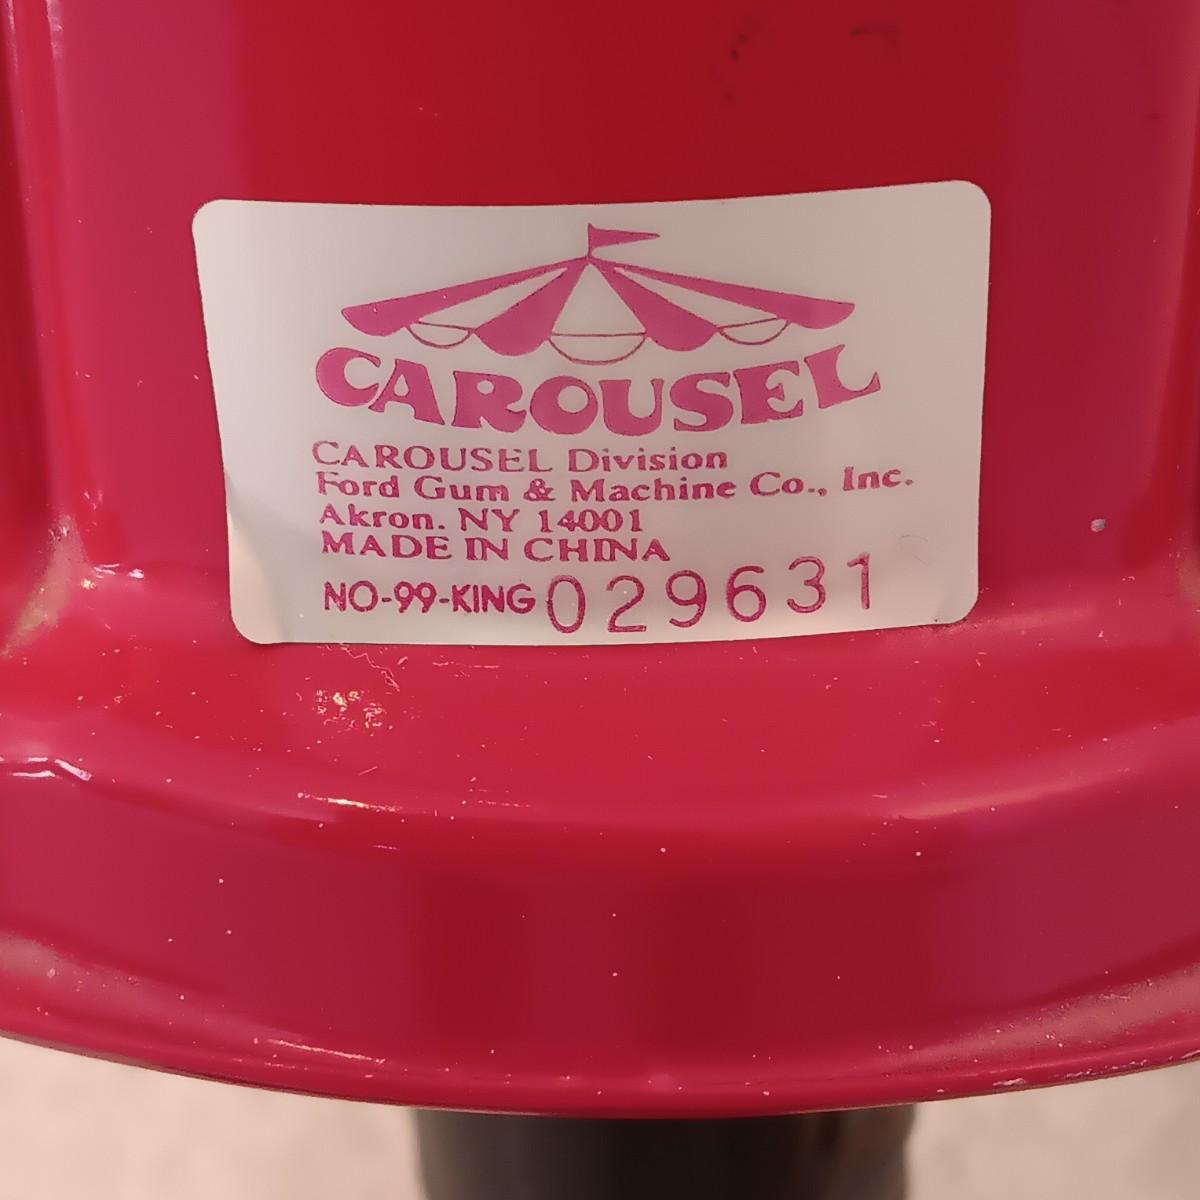 CAROUSEL
CAROUSEL Division
Ford Gum & Machine Co., Inc.
Akron. NY 14001
MADE IN CHINA
NO-99-KING 029631